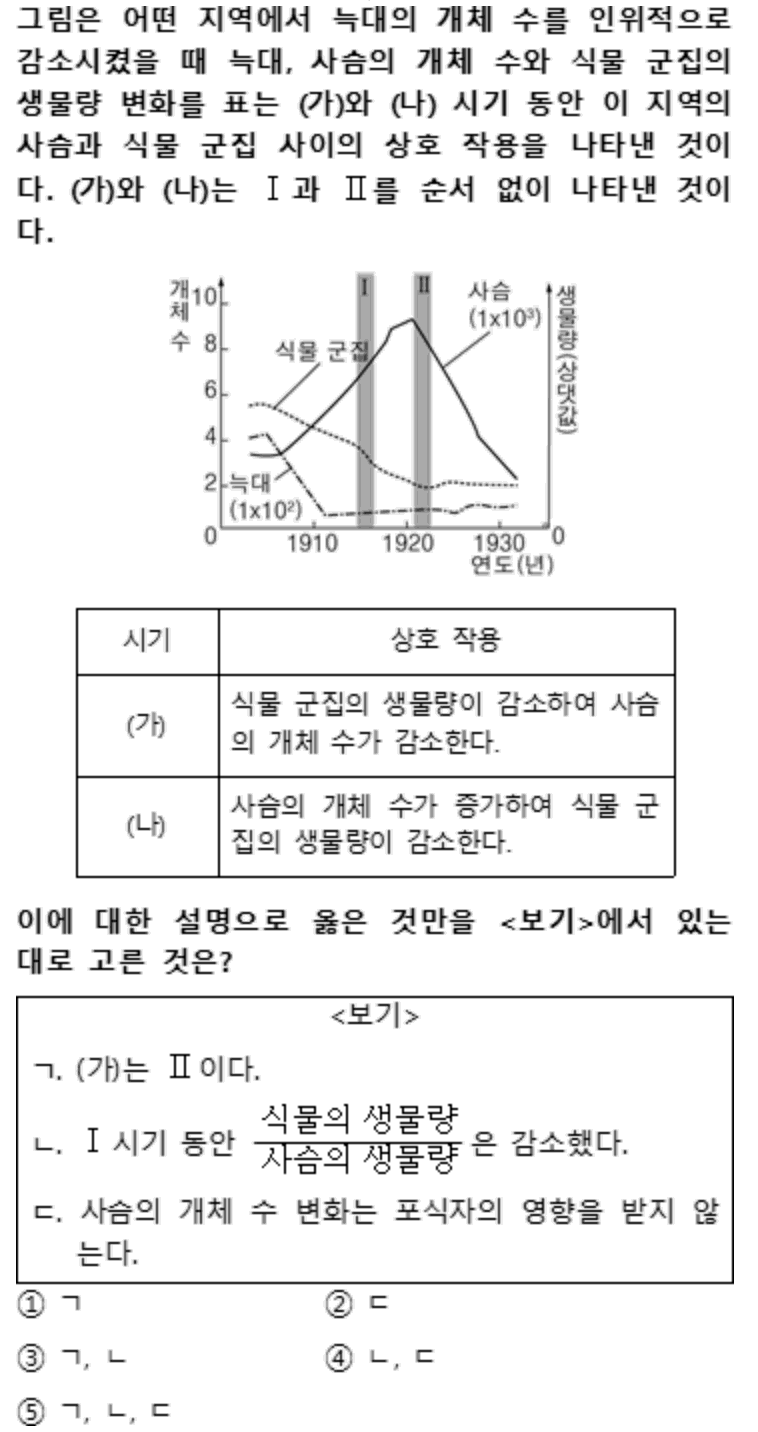 그림은 어떤 지역에서 늑대의 개체 수를 인위적으로
감소시켰을 때 늑대, 사슴의 개체 수와 식물 군집의
생물량 변화를 표는 (가)와 (나) 시기 동안 이 지역의
사슴과 식물 군집 사이의 상호 작용을 나타낸 것이
다. (가)와 (나)는 Ⅰ과 Ⅱ를 순서 없이 나타낸 것이
다.
개체 수
10
8
6
4
2
0
Ⅰ
Ⅱ
식물 군집
사슴
(1x10³)
늑대
(1x10²)
생물량(상댓값)
1910
1920
1930
0
연도(년)
시기 상호 작용
(가)
식물 군집의 생물량이 감소하여 사슴
의 개체 수가 감소한다.
(나)
사슴의 개체 수가 증가하여 식물 군
집의 생물량이 감소한다.
이에 대한 설명으로 옳은 것만을 <보기>에서 있는
대로 고른 것은?
<보기>
ㄱ. (가)는 Ⅱ이다.
ㄴ. Ⅰ 시기 동안 식물의 생물량/사슴의 생물량 은 감소했다.
ㄷ. 사슴의 개체 수 변화는 포식자의 영향을 받지 않
는다.
① ㄱ ② ㄷ
③ ㄱ, ㄴ ④ ㄴ, ㄷ
⑤ ㄱ, ㄴ, ㄷ